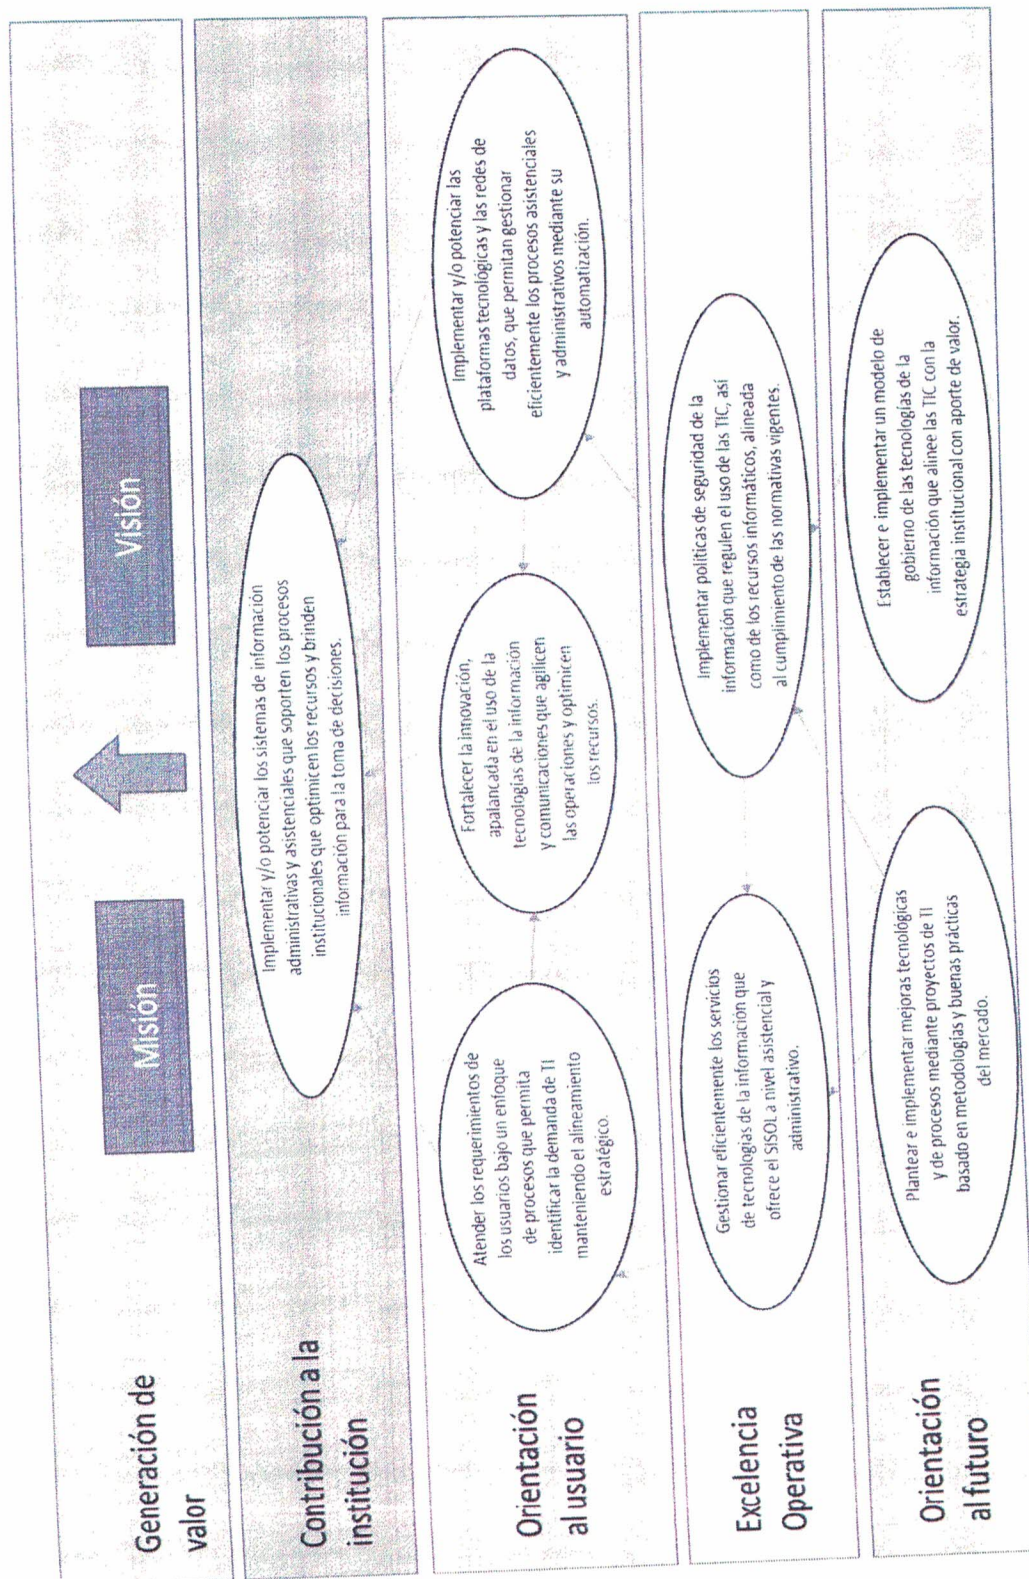 Generación de
valor
Misión
Visión
Contribución a la
institución
Implementar y/o potenciar los sistemas de información
administrativas y asistenciales que soporten los procesos
institucionales que optimicen los recursos y brinden
información para la toma de decisiones.
Orientación
al usuario
Atender los requerimientos de
los usuarios bajo un enfoque
de procesos que permita
identificar la demanda de TI
manteniendo el alineamiento
estratégico.
Fortalecer la innovación,
apalancada en el uso de la
tecnologías de la información
y comunicaciones que agilicen
las operaciones y optimicen
los recursos.
Implementar y/o potenciar las
plataformas tecnológicas y las redes de
datos, que permitan gestionar
eficientemente los procesos asistenciales
y administrativos mediante su
automatización.
Excelencia
Operativa
Gestionar eficientemente los servicios
de tecnologías de la información que
ofrece el SISOL a nivel asistencial y
administrativo.
Implementar políticas de seguridad de la
información que regulen el uso de las TIC, así
como de los recursos informáticos, alineada
al cumplimiento de las normativas vigentes.
Orientación
al futuro
Plantear e implementar mejoras tecnológicas
y de procesos mediante proyectos de TI
basado en metodologías y buenas prácticas
del mercado.
Establecer e implementar un modelo de
gobierno de las tecnologías de la
información que alinee las TIC con la
estrategia institucional con aporte de valor.